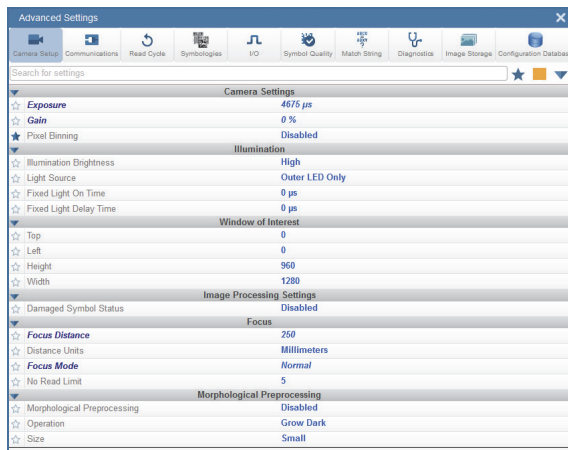 Advanced Settings
Camera Setup Communications Read Cycle Symbologies I/O Symbol Quality Match String Diagnostics Image Storage Configuration Databas
Search for settings
Camera Settings
Exposure 4675 µs
Gain 0 %
Pixel Binning Disabled
Illumination
Illumination Brightness High
Light Source Outer LED Only
Fixed Light On Time 0 µs
Fixed Light Delay Time 0 µs
Window of Interest
Top 0
Left 0
Height 960
Width 1280
Image Processing Settings
Damaged Symbol Status Disabled
Focus
Focus Distance 250
Distance Units Millimeters
Focus Mode Normal
No Read Limit 5
Morphological Preprocessing
Morphological Preprocessing Disabled
Operation Grow Dark
Size Small